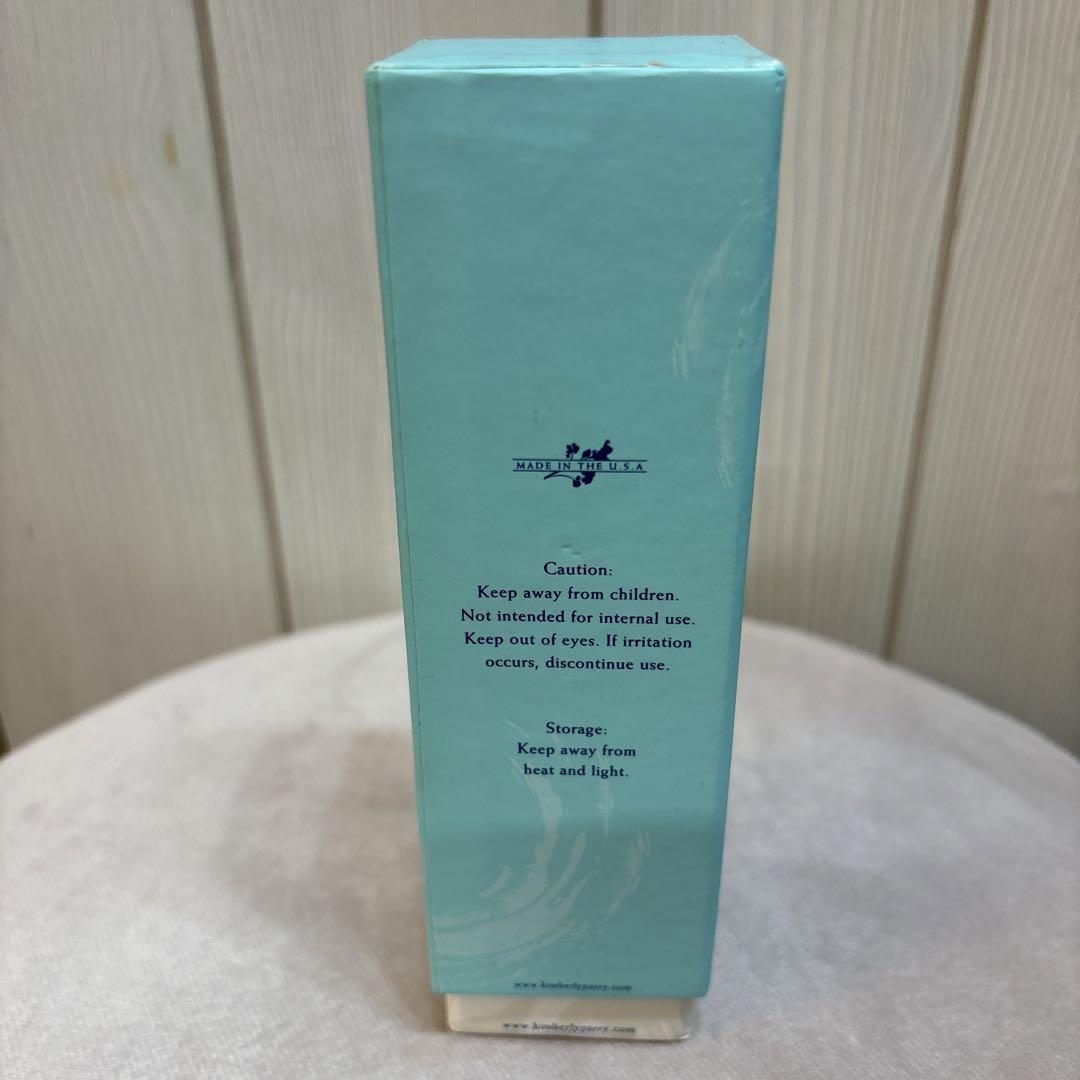 MADE IN THE U.S.A
Caution:
Keep away from children.
Not intended for internal use.
Keep out of eyes. If irritation
occurs, discontinue use.
Storage:
Keep away from
heat and light.
www.kimberlyparry.com
www.kimberlyparry.com